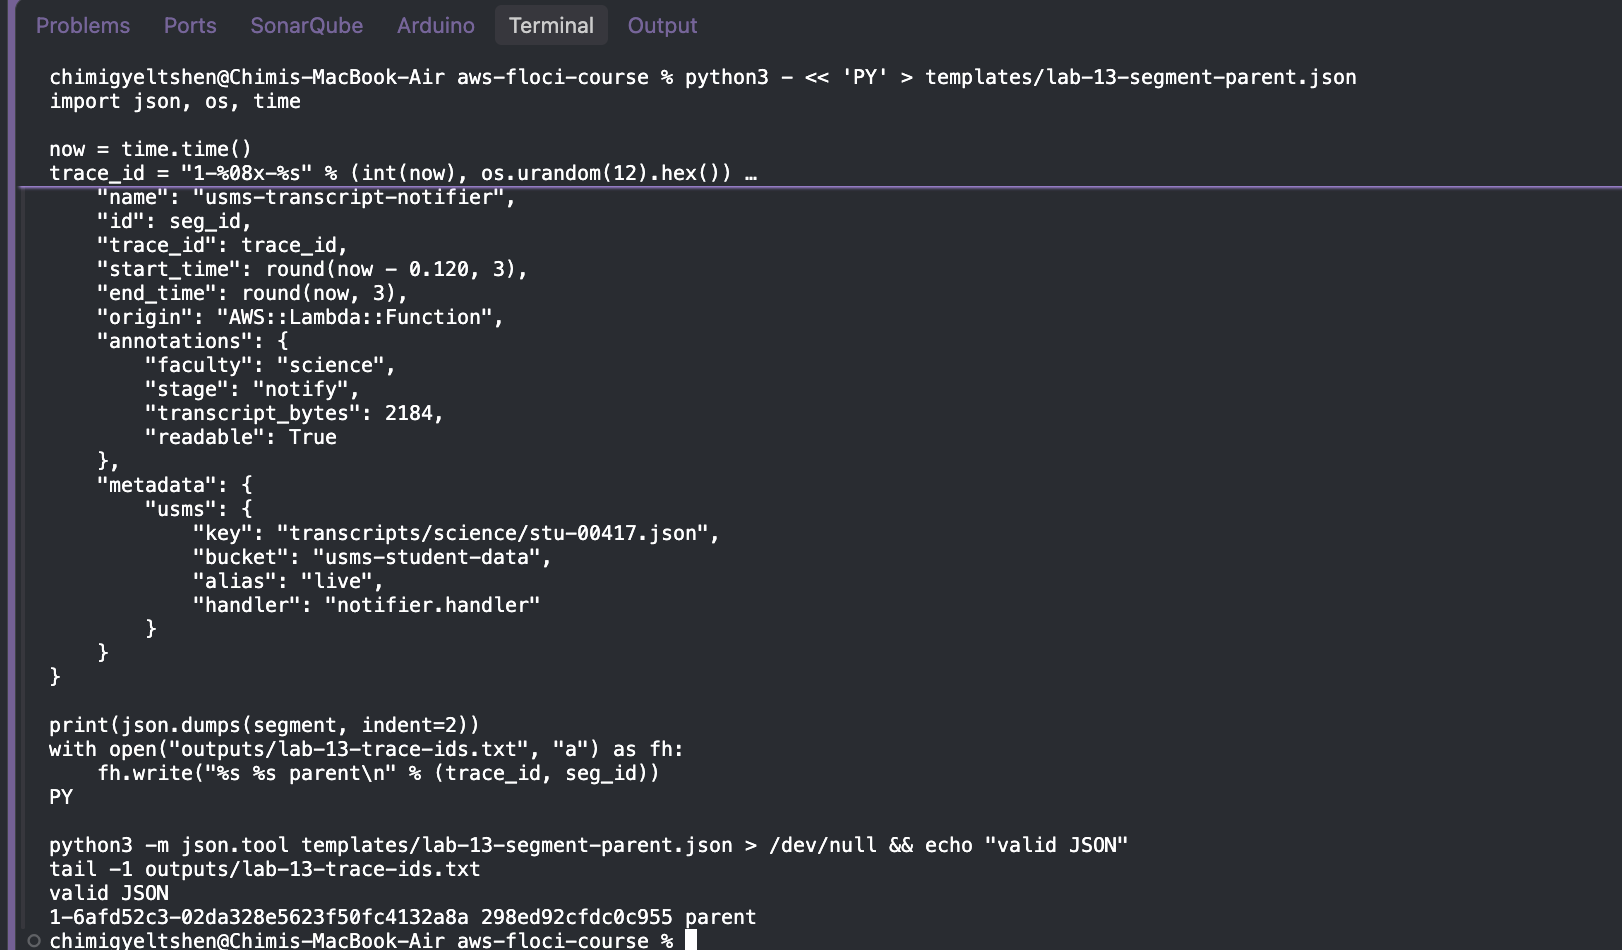 Problems Ports SonarQube Arduino Terminal Output
chimigyeltshen@Chimis-MacBook-Air aws-floci-course % python3 - << 'PY' > templates/lab-13-segment-parent.json
import json, os, time

now = time.time()
trace_id = "1-%08x-%s" % (int(now), os.urandom(12).hex()) …
    "name": "usms-transcript-notifier",
    "id": seg_id,
    "trace_id": trace_id,
    "start_time": round(now - 0.120, 3),
    "end_time": round(now, 3),
    "origin": "AWS::Lambda::Function",
    "annotations": {
        "faculty": "science",
        "stage": "notify",
        "transcript_bytes": 2184,
        "readable": True
    },
    "metadata": {
        "usms": {
            "key": "transcripts/science/stu-00417.json",
            "bucket": "usms-student-data",
            "alias": "live",
            "handler": "notifier.handler"
        }
    }
}

print(json.dumps(segment, indent=2))
with open("outputs/lab-13-trace-ids.txt", "a") as fh:
    fh.write("%s %s parent\n" % (trace_id, seg_id))
PY

python3 -m json.tool templates/lab-13-segment-parent.json > /dev/null && echo "valid JSON"
tail -1 outputs/lab-13-trace-ids.txt
valid JSON
1-6afd52c3-02da328e5623f50fc4132a8a 298ed92cfdc0c955 parent
chimigyeltshen@Chimis-MacBook-Air aws-floci-course %